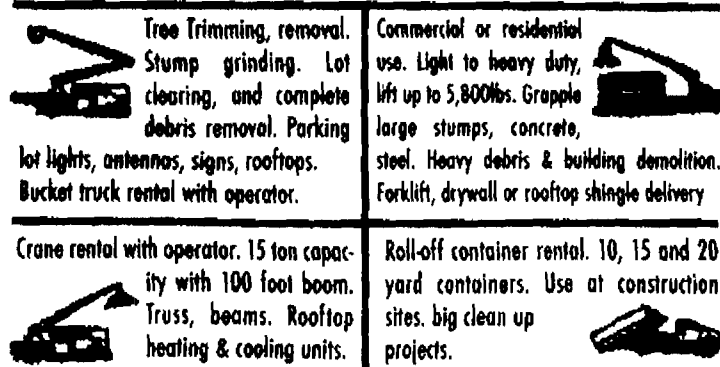 Tree Trimming, removal.
Stump grinding. Lot
clearing, and complete
debris removal. Parking
lot lights, antennas, signs, rooftops.
Bucket truck rental with operator.
Commercial or residential
use. Light to heavy duty,
lift up to 5,800lbs. Grapple
large stumps, concrete,
steel. Heavy debris & building demolition.
Forklift, drywall or rooftop shingle delivery
Crane rental with operator. 15 ton capac-
ity with 100 foot boom.
Truss, beams. Rooftop
heating & cooling units.
Roll-off container rental. 10, 15 and 20
yard containers. Use at construction
sites. big clean up
projects.